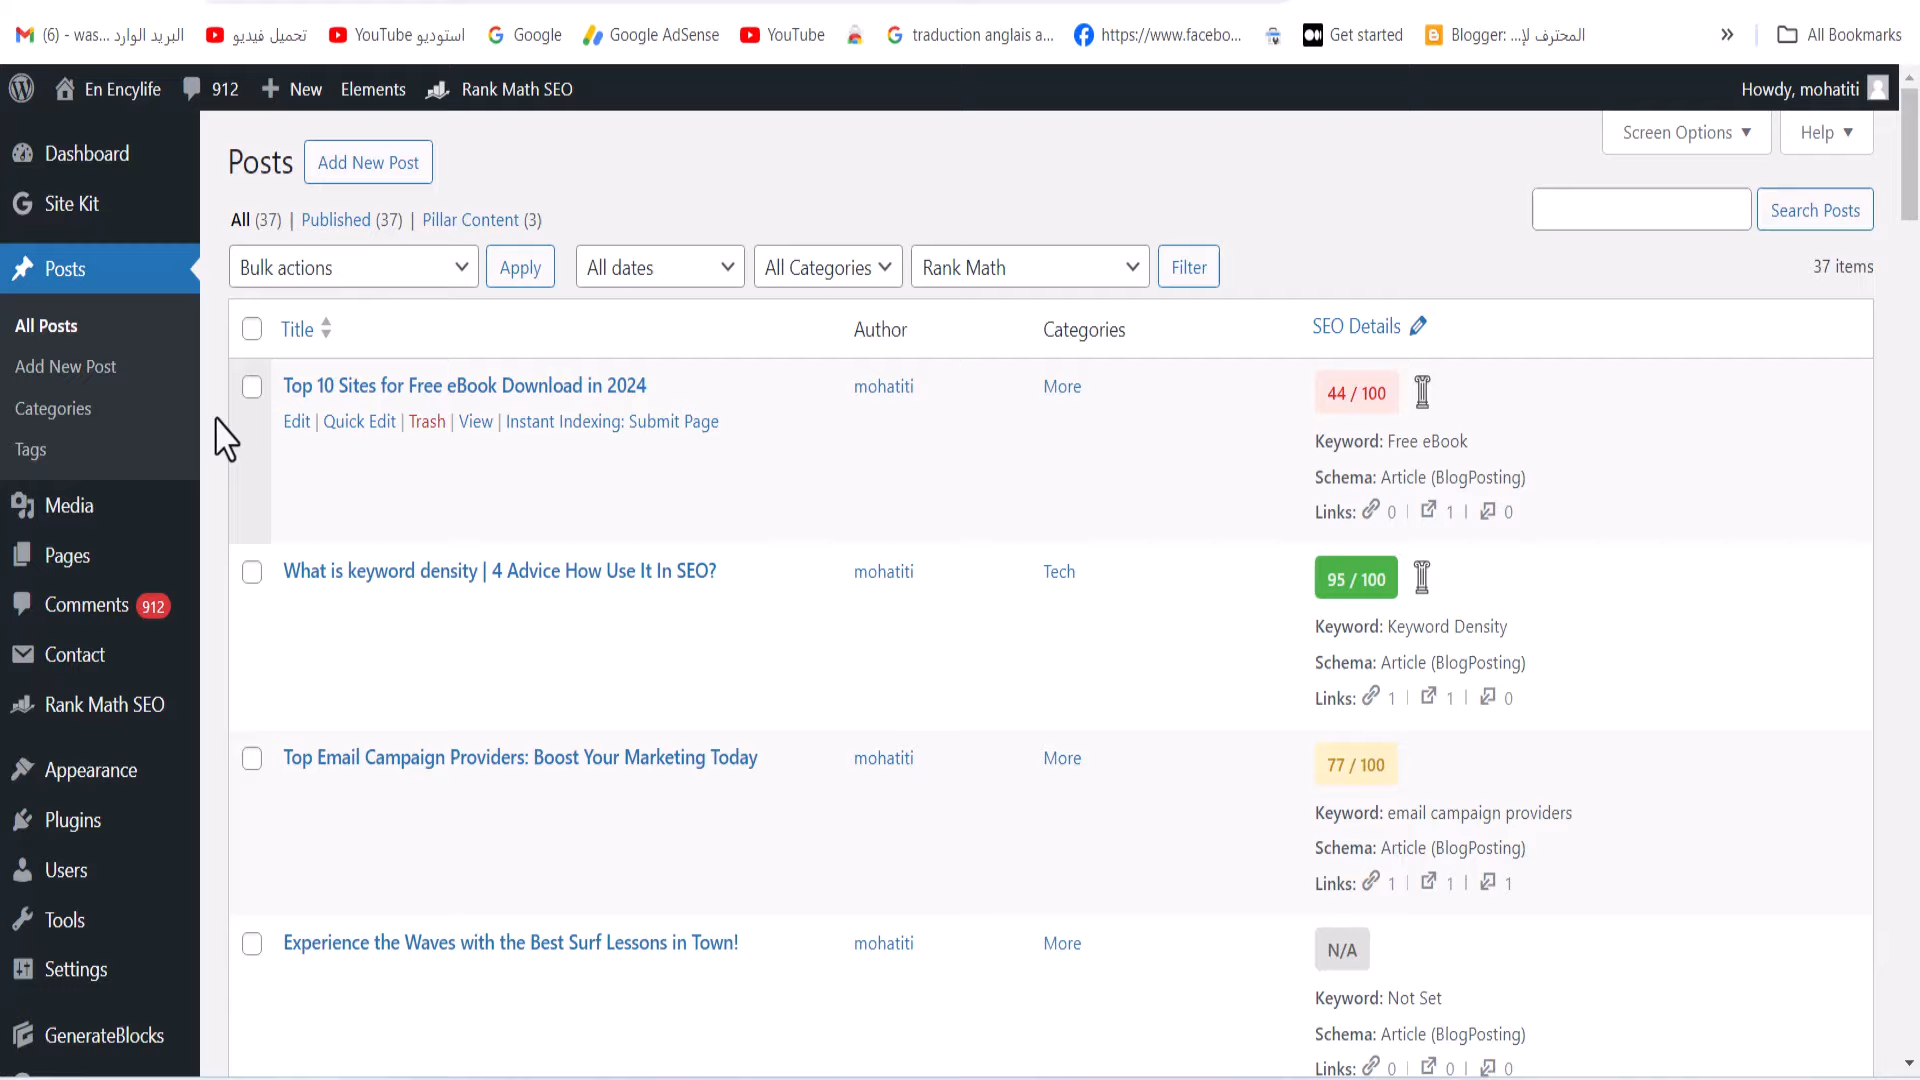 (6) - was... البريد الوارد
تحميل فيديو
استوديو YouTube
Google
Google AdSense
YouTube
traduction anglais a...
https://www.facebo...
Get started
Blogger: ...المحترف لإ
»
All Bookmarks
En Encylife
912
New
Elements
Rank Math SEO
Howdy, mohatiti
Dashboard
Site Kit
Posts
All Posts
Add New Post
Categories
Tags
Media
Pages
Comments 912
Contact
Rank Math SEO
Appearance
Plugins
Users
Tools
Settings
GenerateBlocks
Screen Options ▼
Help ▼
Posts
Add New Post
All (37) | Published (37) | Pillar Content (3)
Search Posts
Bulk actions
Apply
All dates
All Categories
Rank Math
Filter
37 items
Title
Author
Categories
SEO Details
Top 10 Sites for Free eBook Download in 2024
Edit | Quick Edit | Trash | View | Instant Indexing: Submit Page
mohatiti
More
44 / 100
Keyword: Free eBook
Schema: Article (BlogPosting)
Links: 0 | 1 | 0
What is keyword density | 4 Advice How Use It In SEO?
mohatiti
Tech
95 / 100
Keyword: Keyword Density
Schema: Article (BlogPosting)
Links: 1 | 1 | 0
Top Email Campaign Providers: Boost Your Marketing Today
mohatiti
More
77 / 100
Keyword: email campaign providers
Schema: Article (BlogPosting)
Links: 1 | 1 | 1
Experience the Waves with the Best Surf Lessons in Town!
mohatiti
More
N/A
Keyword: Not Set
Schema: Article (BlogPosting)
Links: 0 | 0 | 0